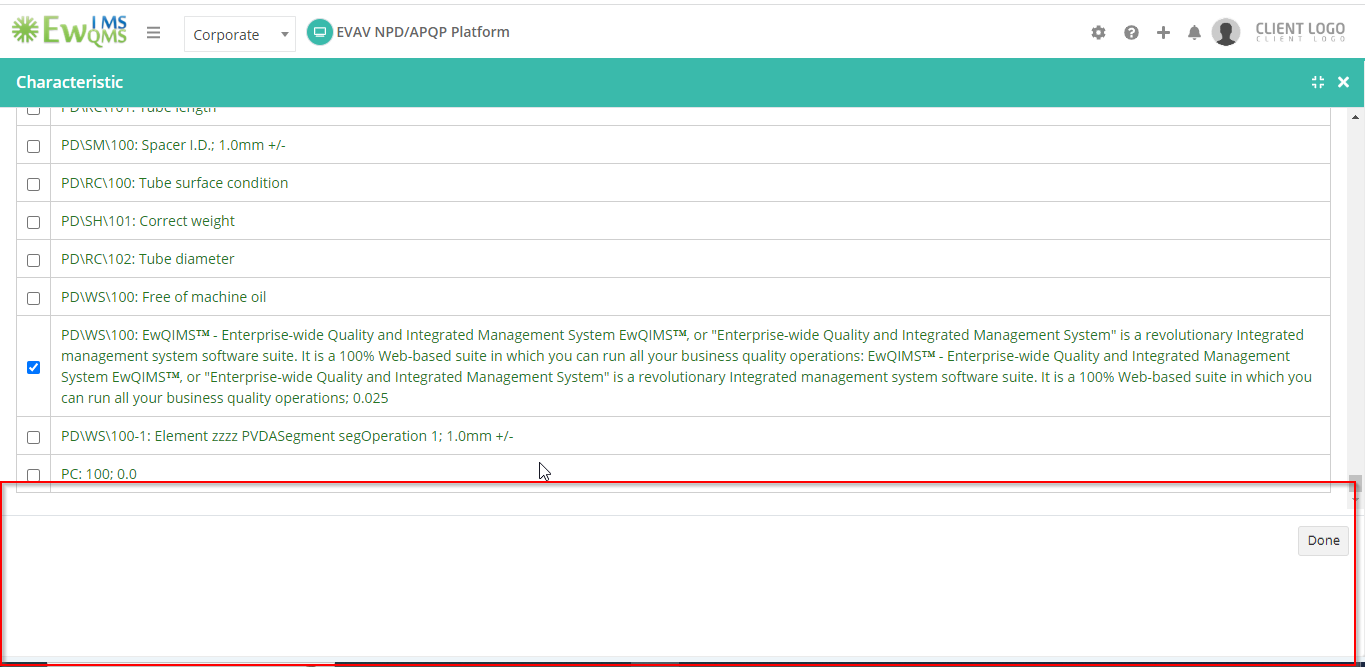 EwQIMS
Corporate
EVAV NPD/APQP Platform
CLIENT LOGO
CLIENT LOGO
Characteristic
PD\RC\101: Tube length
PD\SM\100: Spacer I.D.; 1.0mm +/-
PD\RC\100: Tube surface condition
PD\SH\101: Correct weight
PD\RC\102: Tube diameter
PD\WS\100: Free of machine oil
PD\WS\100: EwQIMS™ - Enterprise-wide Quality and Integrated Management System EwQIMS™, or "Enterprise-wide Quality and Integrated Management System" is a revolutionary Integrated
management system software suite. It is a 100% Web-based suite in which you can run all your business quality operations: EwQIMS™ - Enterprise-wide Quality and Integrated Management
System EwQIMS™, or "Enterprise-wide Quality and Integrated Management System" is a revolutionary Integrated management system software suite. It is a 100% Web-based suite in which you
can run all your business quality operations; 0.025
PD\WS\100-1: Element zzzz PVDASegment segOperation 1; 1.0mm +/-
PC: 100; 0.0
Done